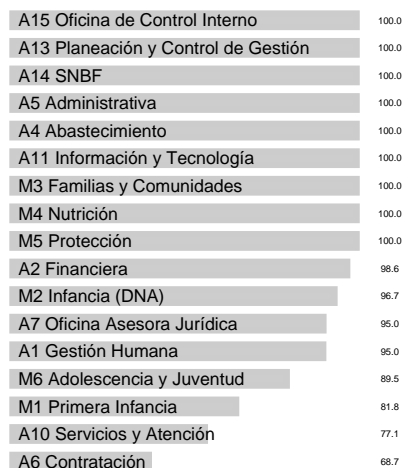 A15 Oficina de Control Interno 100.0
A13 Planeación y Control de Gestión 100.0
A14 SNBF 100.0
A5 Administrativa 100.0
A4 Abastecimiento 100.0
A11 Información y Tecnología 100.0
M3 Familias y Comunidades 100.0
M4 Nutrición 100.0
M5 Protección 100.0
A2 Financiera 98.6
M2 Infancia (DNA) 96.7
A7 Oficina Asesora Jurídica 95.0
A1 Gestión Humana 95.0
M6 Adolescencia y Juventud 89.5
M1 Primera Infancia 81.8
A10 Servicios y Atención 77.1
A6 Contratación 68.7